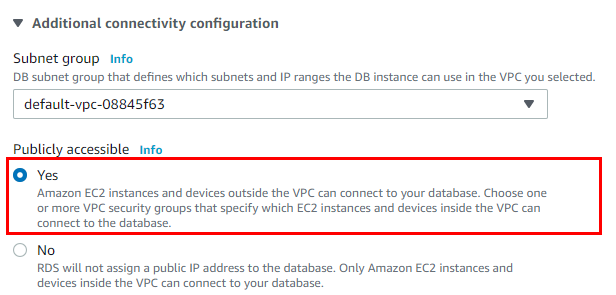 Additional connectivity configuration
Subnet group Info
DB subnet group that defines which subnets and IP ranges the DB instance can use in the VPC you selected.
default-vpc-08845f63
Publicly accessible Info
Yes
Amazon EC2 instances and devices outside the VPC can connect to your database. Choose one
or more VPC security groups that specify which EC2 instances and devices inside the VPC can
connect to the database.
No
RDS will not assign a public IP address to the database. Only Amazon EC2 instances and
devices inside the VPC can connect to your database.